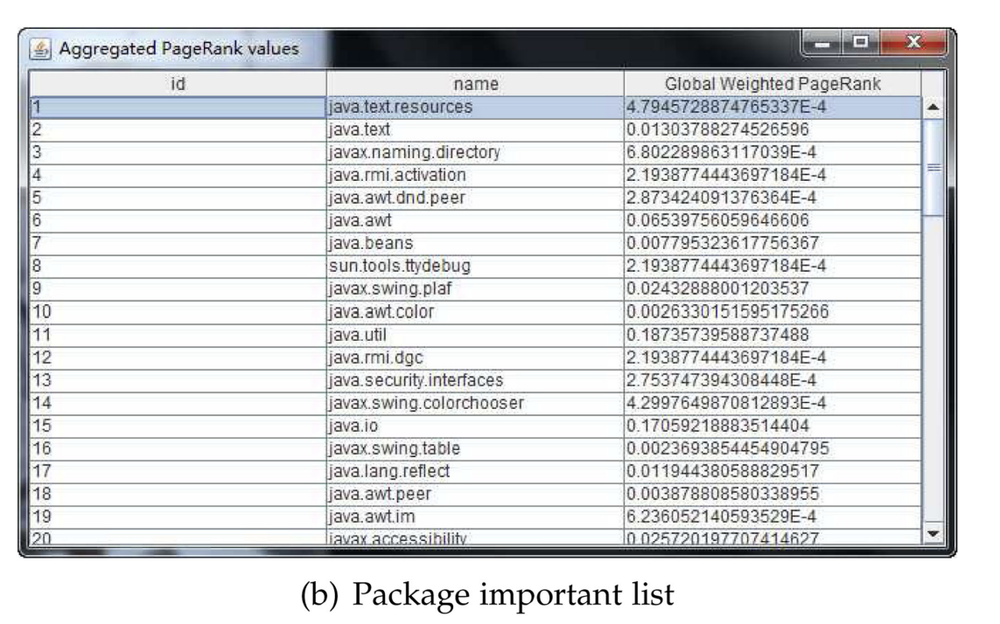 Aggregated PageRank values
id name Global Weighted PageRank
1 java.text.resources 4.7945728874765337E-4
2 java.text 0.01303788274526596
3 javax.naming.directory 6.802289863117039E-4
4 java.rmi.activation 2.1938774443697184E-4
5 java.awt.dnd.peer 2.873424091376364E-4
6 java.awt 0.06539756059646606
7 java.beans 0.007795323617756367
8 sun.tools.ttydebug 2.1938774443697184E-4
9 javax.swing.plaf 0.02432888001203537
10 java.awt.color 0.0026330151595175266
11 java.util 0.18735739588737488
12 java.rmi.dgc 2.1938774443697184E-4
13 java.security.interfaces 2.753747394308448E-4
14 javax.swing.colorchooser 4.2997649870812893E-4
15 java.io 0.17059218883514404
16 javax.swing.table 0.0023693854454904795
17 java.lang.reflect 0.011944380588829517
18 java.awt.peer 0.003878808580338955
19 java.awt.im 6.236052140593529E-4
20 javax.accessibility 0.025720197707414627
(b) Package important list